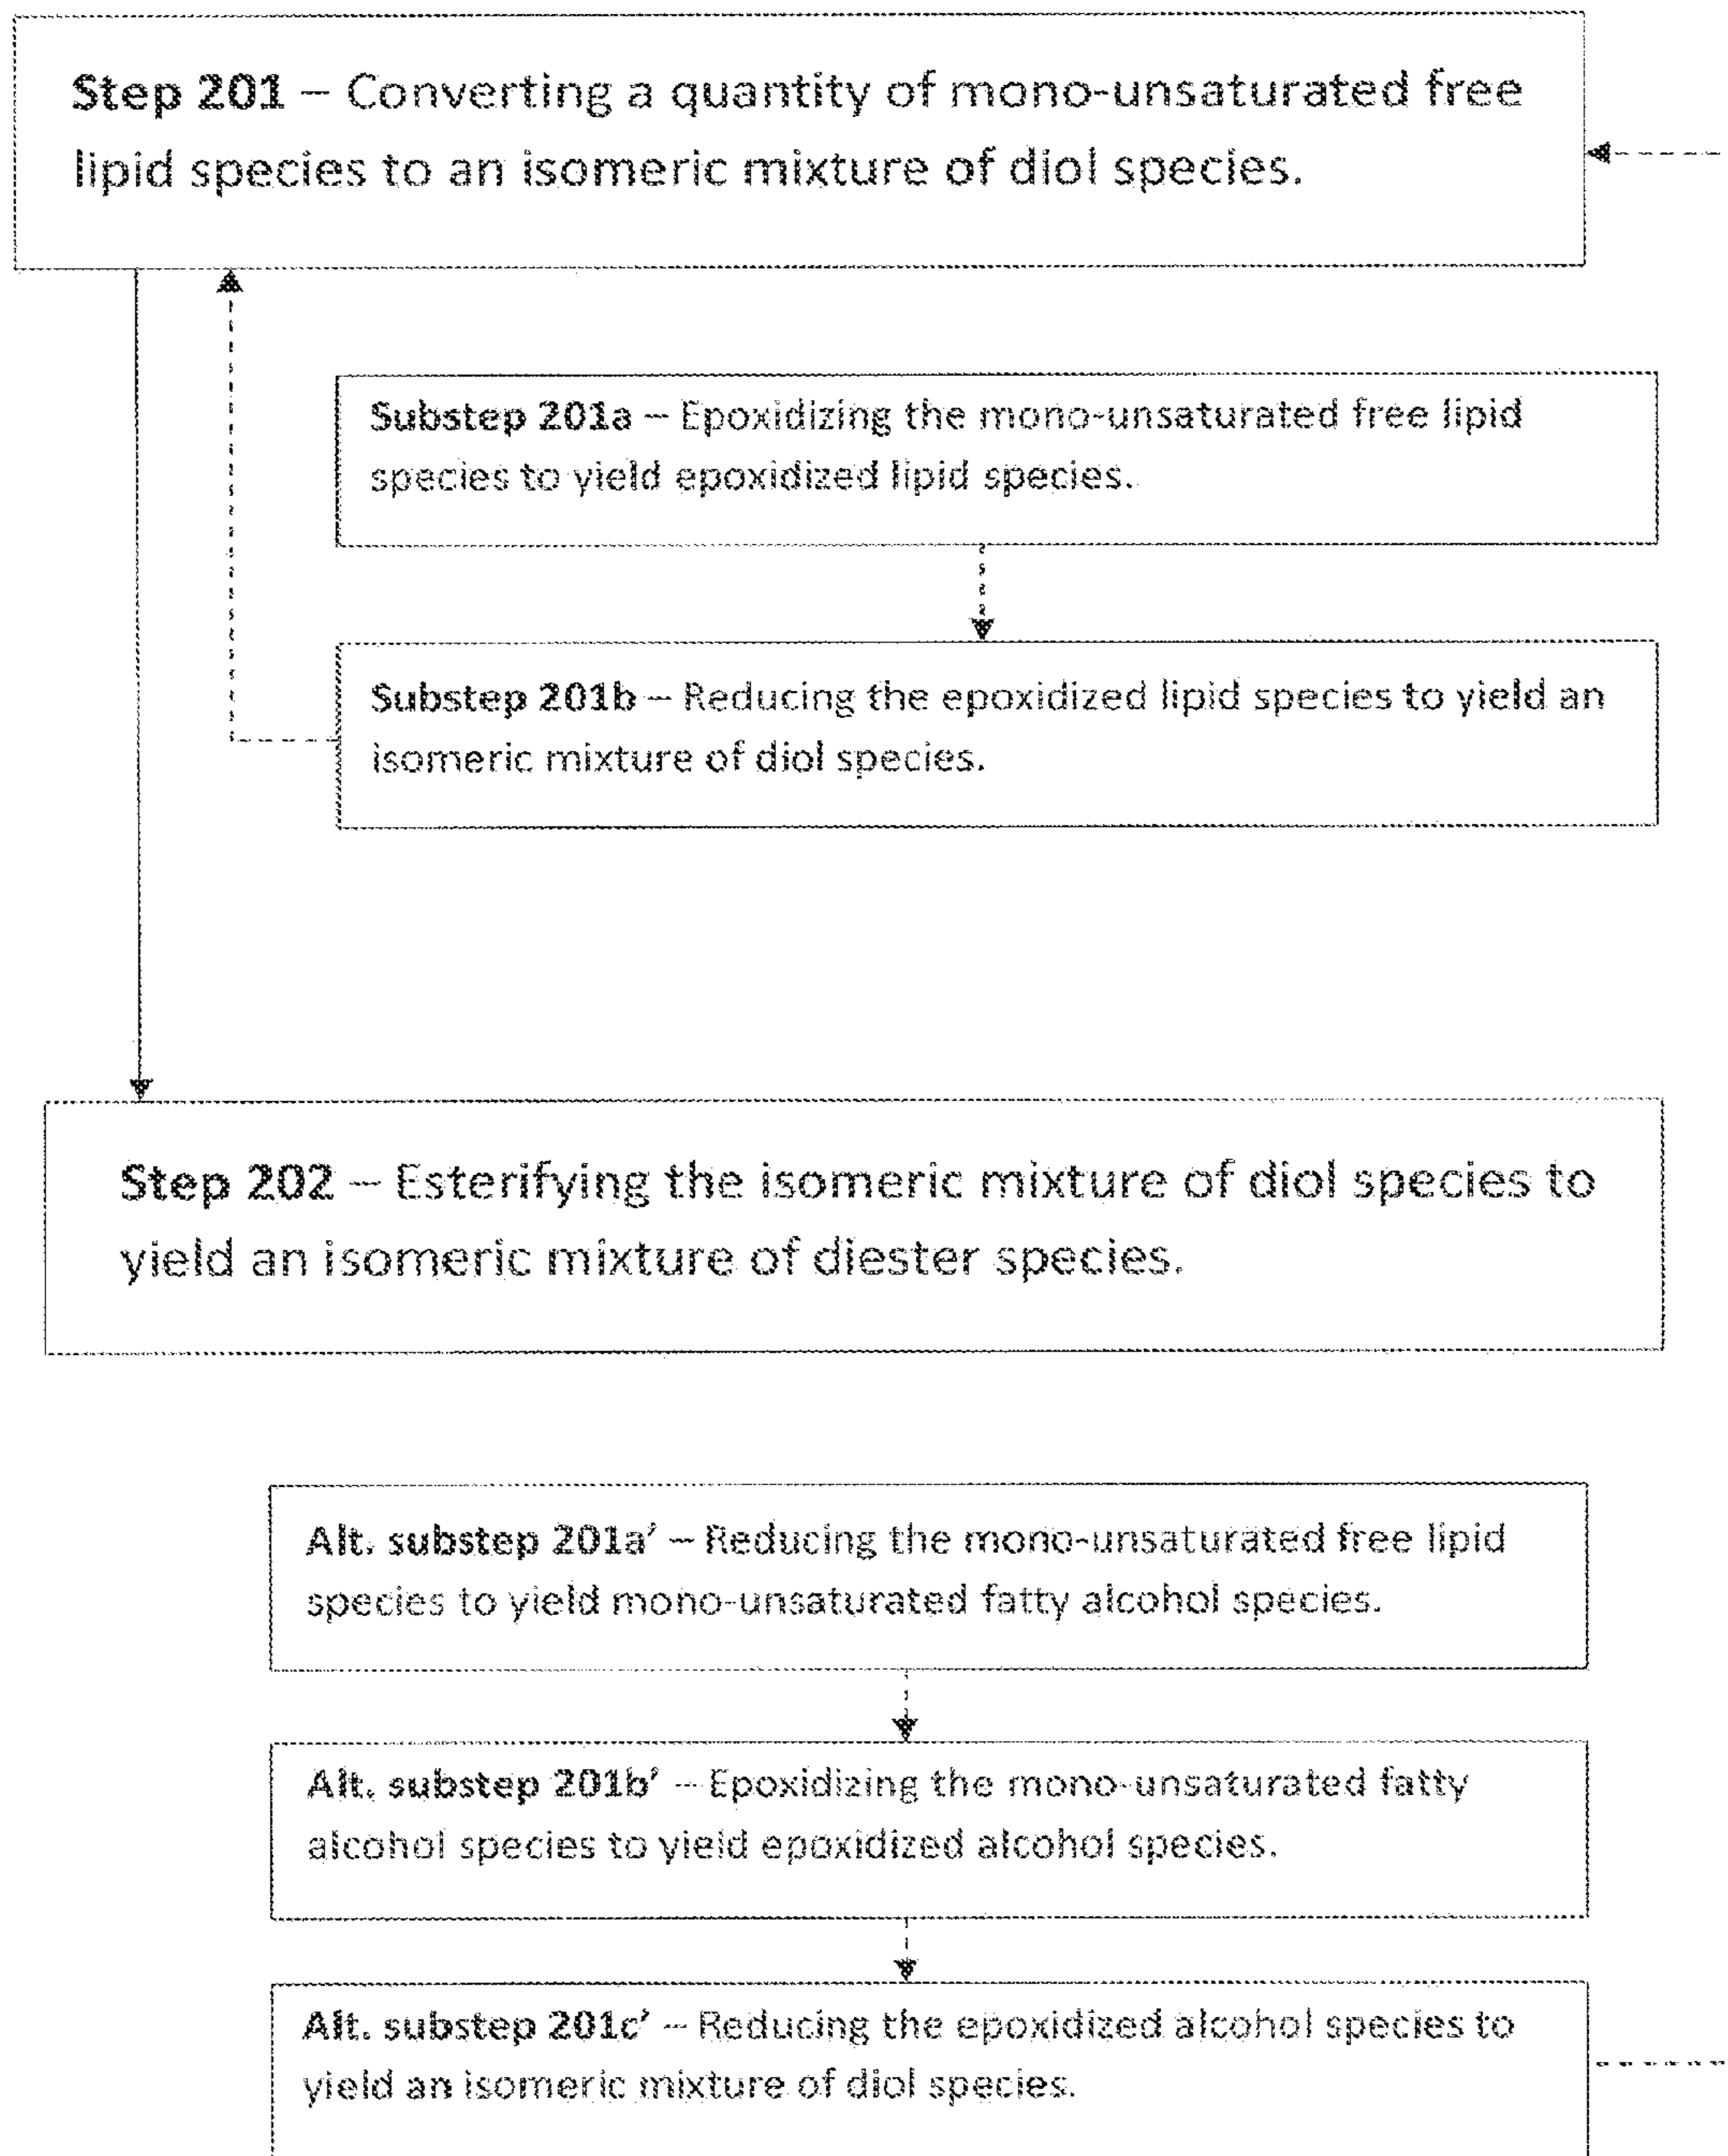 Step 201 – Converting a quantity of mono-unsaturated free
lipid species to an isomeric mixture of diol species.
Substep 201a – Epoxidizing the mono-unsaturated free lipid
species to yield epoxidized lipid species.
Substep 201b – Reducing the epoxidized lipid species to yield an
isomeric mixture of diol species.
Step 202 – Esterifying the isomeric mixture of diol species to
yield an isomeric mixture of diester species.
Alt. substep 201a’ – Reducing the mono-unsaturated free lipid
species to yield mono-unsaturated fatty alcohol species.
Alt. substep 201b’ – Epoxidizing the mono-unsaturated fatty
alcohol species to yield epoxidized alcohol species.
Alt. substep 201c’ – Reducing the epoxidized alcohol species to
yield an isomeric mixture of diol species.